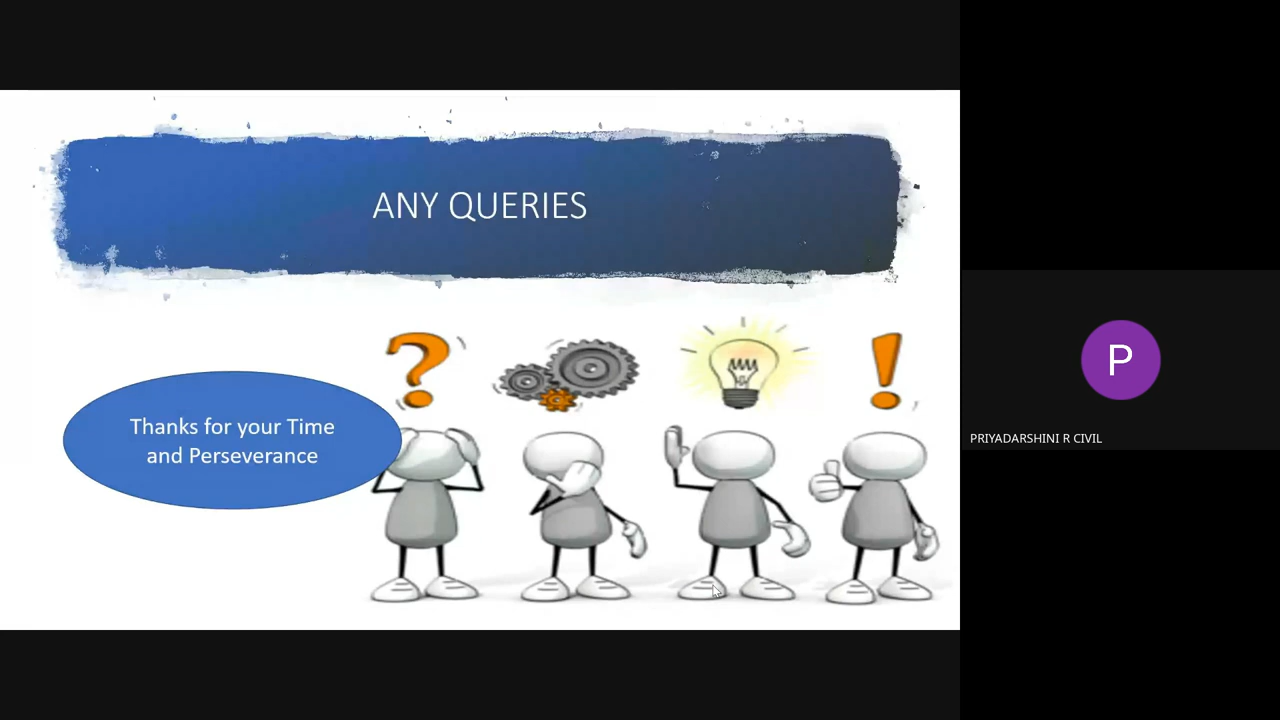 ANY QUERIES
Thanks for your Time
and Perseverance
P
PRIYADARSHINI R CIVIL